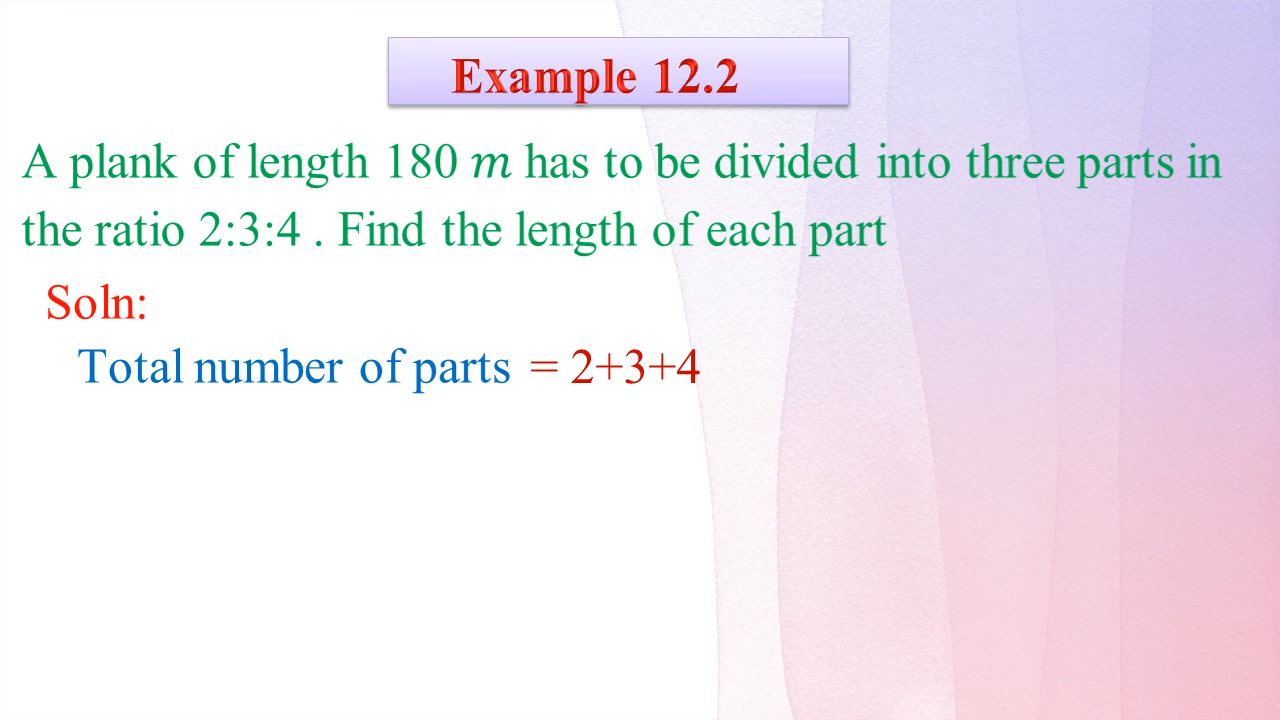 Example 12.2
A plank of length 180 𝑚 has to be divided into three parts in
the ratio 2:3:4 . Find the length of each part
Soln:
Total number of parts = 2+3+4